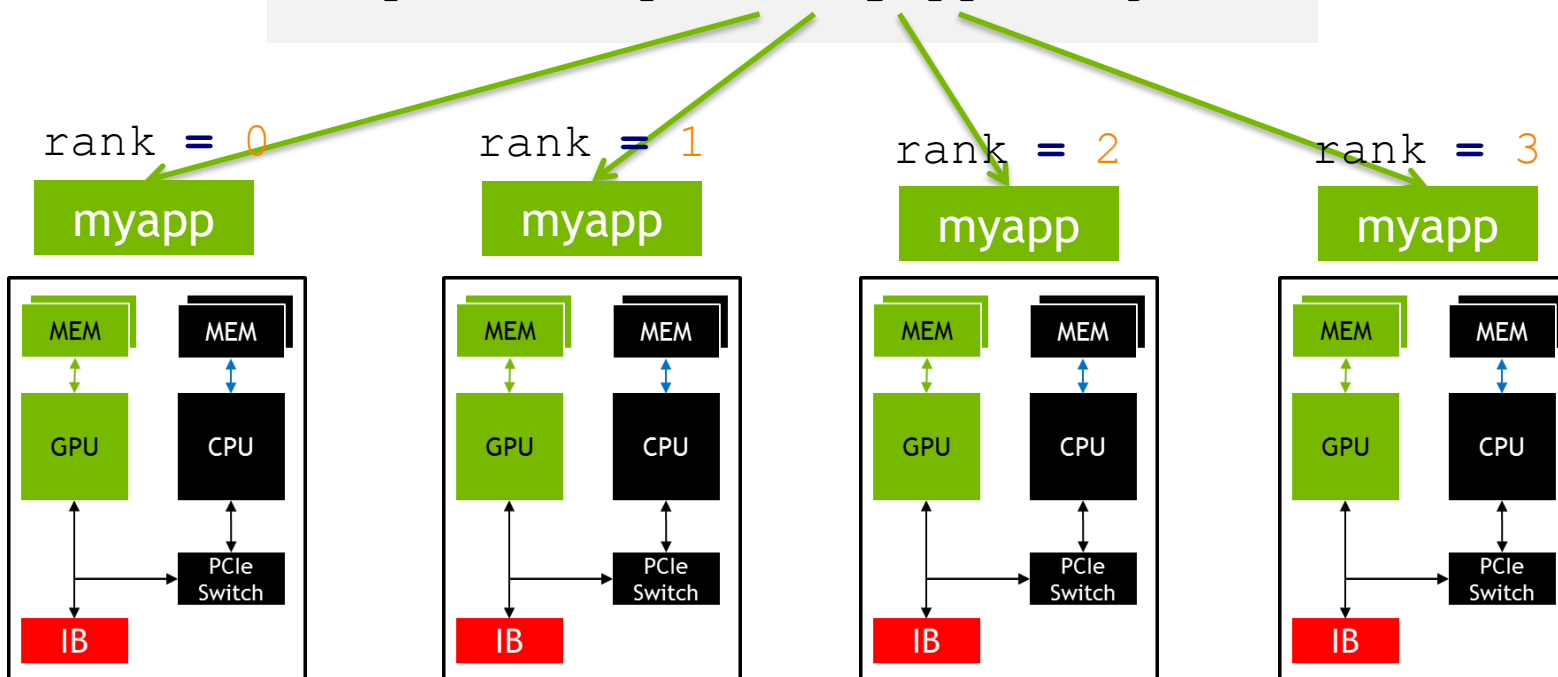 rank = 0
rank = 1
rank = 2
rank = 3
myapp
myapp
myapp
myapp
MEM
MEM
MEM
MEM
MEM
MEM
MEM
MEM
GPU
CPU
GPU
CPU
GPU
CPU
GPU
CPU
PCIe
Switch
PCIe
Switch
PCIe
Switch
PCIe
Switch
IB
IB
IB
IB